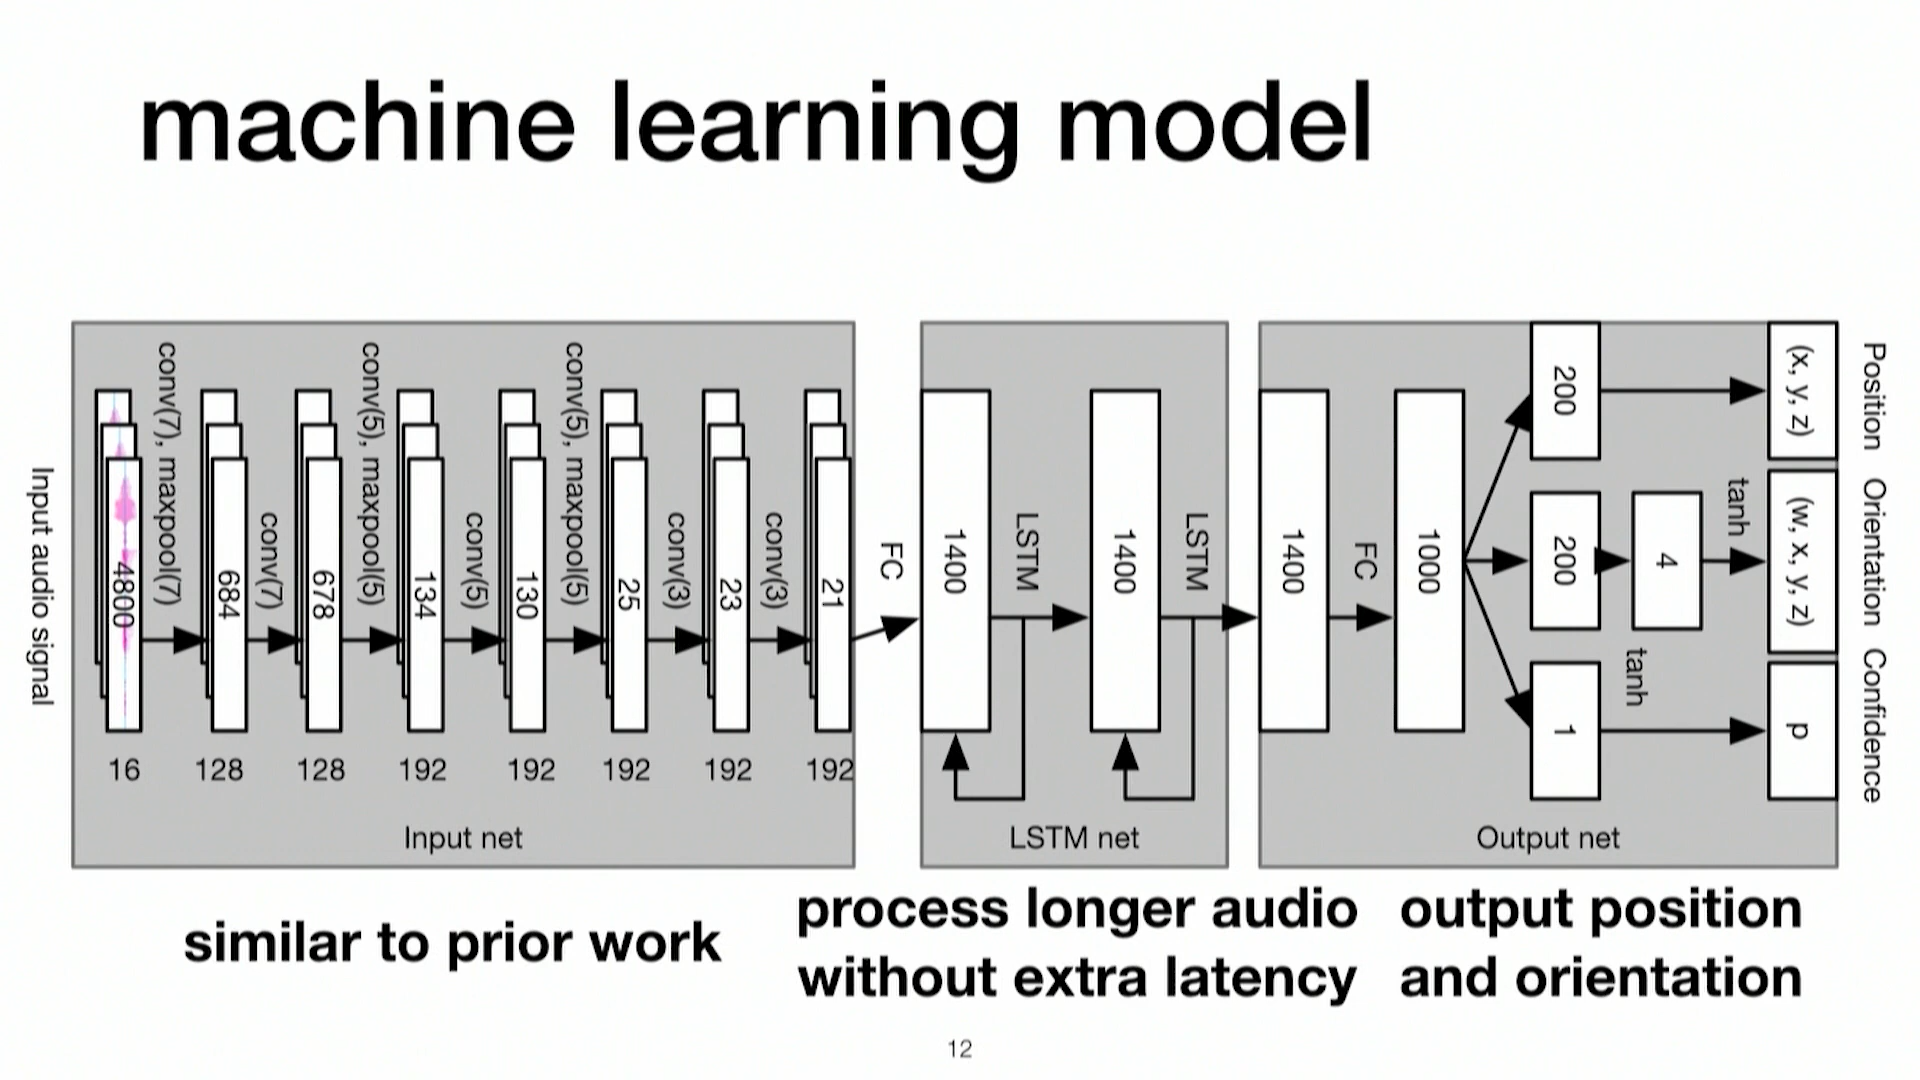 machine learning model
Input audio signal
4800
conv(7), maxpool(7)
684
conv(7)
678
conv(5), maxpool(5)
134
conv(5)
130
conv(5), maxpool(5)
25
conv(3)
23
conv(3)
21
16
128
128
192
192
192
192
192
Input net
FC
1400
LSTM
1400
LSTM
LSTM net
1400
FC
1000
200
200
1
4
tanh
tanh
(x, y, z)
(w, x, y, z)
p
Position
Orientation
Confidence
Output net
similar to prior work
process longer audio
without extra latency
output position
and orientation
12